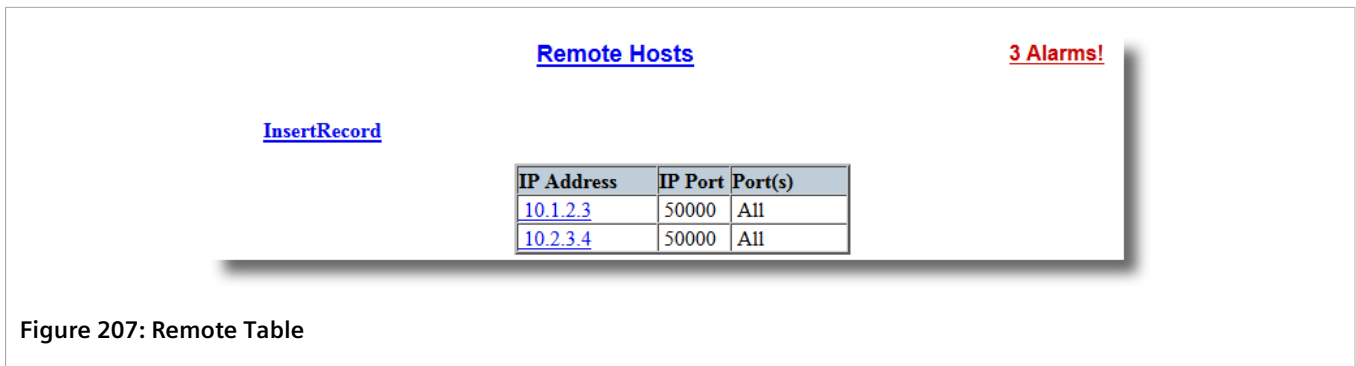 Remote Hosts
3 Alarms!
InsertRecord
IP Address IP Port Port(s)
10.1.2.3 50000 All
10.2.3.4 50000 All
Figure 207: Remote Table